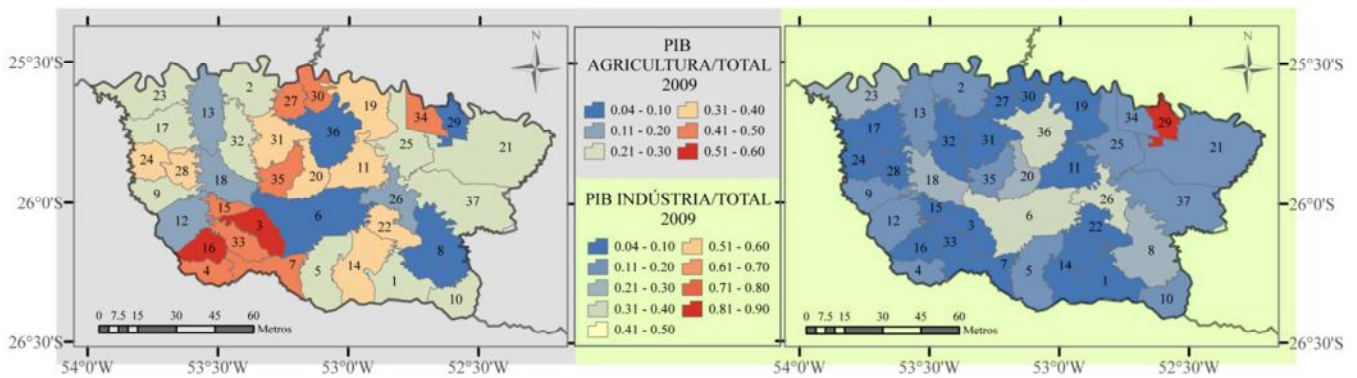 54°0'W 53°30'W 53°0'W 52°30'W
25°30'S
26°0'S
26°30'S
N
23 2 27 30 19 34 29
13 36
17 32 31 25 21
24 28 35 20 11
18
9 26 37
12 15 6
3 22
16 33 8
4 7 5 14 1
10
0 7.5 15 30 45 60
Metros
PIB
AGRICULTURA/TOTAL
2009
0.04 - 0.10 0.31 - 0.40
0.11 - 0.20 0.41 - 0.50
0.21 - 0.30 0.51 - 0.60
PIB INDÚSTRIA/TOTAL
2009
0.04 - 0.10 0.51 - 0.60
0.11 - 0.20 0.61 - 0.70
0.21 - 0.30 0.71 - 0.80
0.31 - 0.40 0.81 - 0.90
0.41 - 0.50
N
25°30'S
26°0'S
26°30'S
23 2 27 30 19 34 29
13 36
17 32 31 25 21
24 28 35 20 11
18
9 26 37
12 15 6
3 22
16 33 8
4 7 5 14 1
10
0 7.5 15 30 45 60
Metros
54°0'W 53°30'W 53°0'W 52°30'W